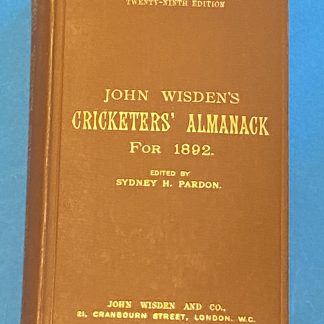 TWENTY-NINTH EDITION
JOHN WISDEN'S
CRICKETERS' ALMANACK
FOR 1892.
EDITED BY
SYDNEY H. PARDON.
JOHN WISDEN AND CO.,
21, CRANBOURN STREET, LONDON, W.C.